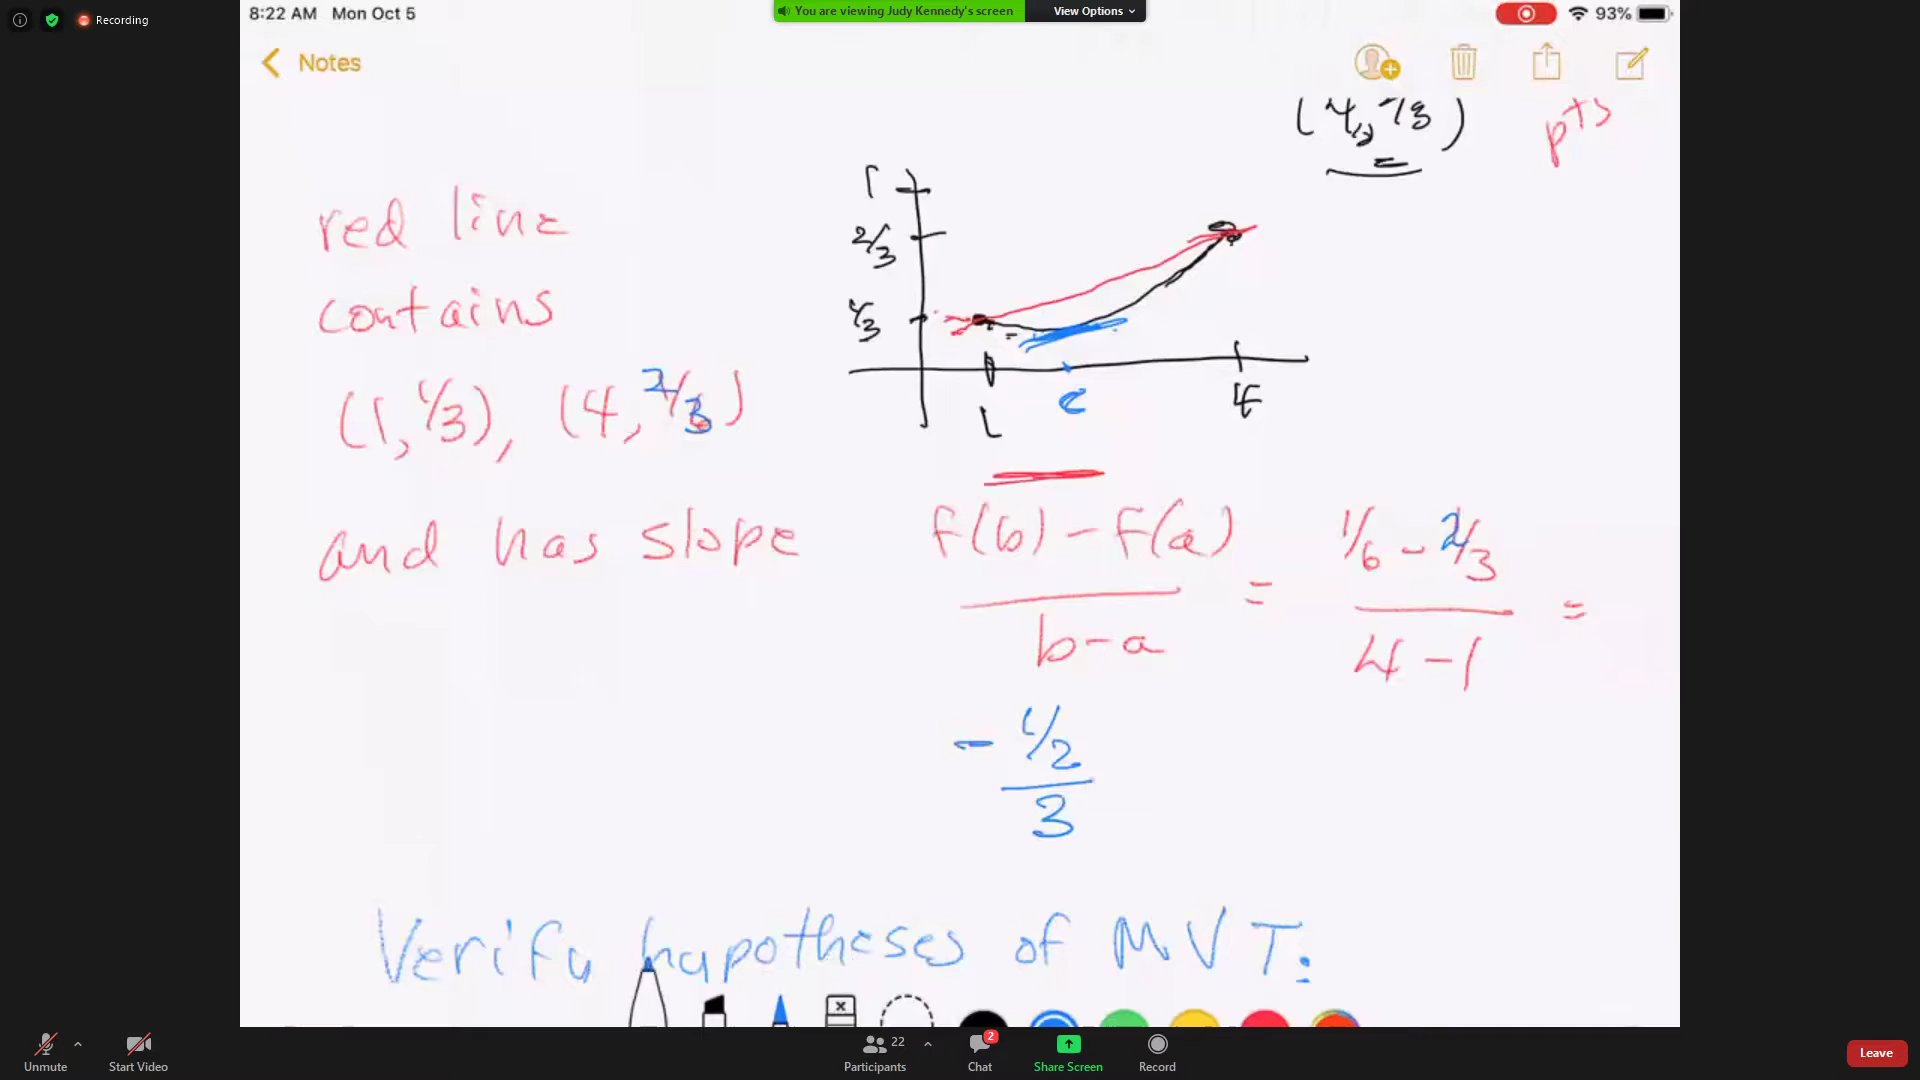 Recording
8:22 AM Mon Oct 5
You are viewing Judy Kennedy's screen
View Options
93%
Notes
pts
1
2/3
1/3
1
c
4
red line
contains
(1, 1/3), (4, 2/3)
and has slope
f(b) - f(a)
b - a
=
1/6 - 2/3
4 - 1
=
- 1/2
3
Verify hypotheses of MVT:
Unmute
Start Video
22
Participants
2
Chat
Share Screen
Record
Leave